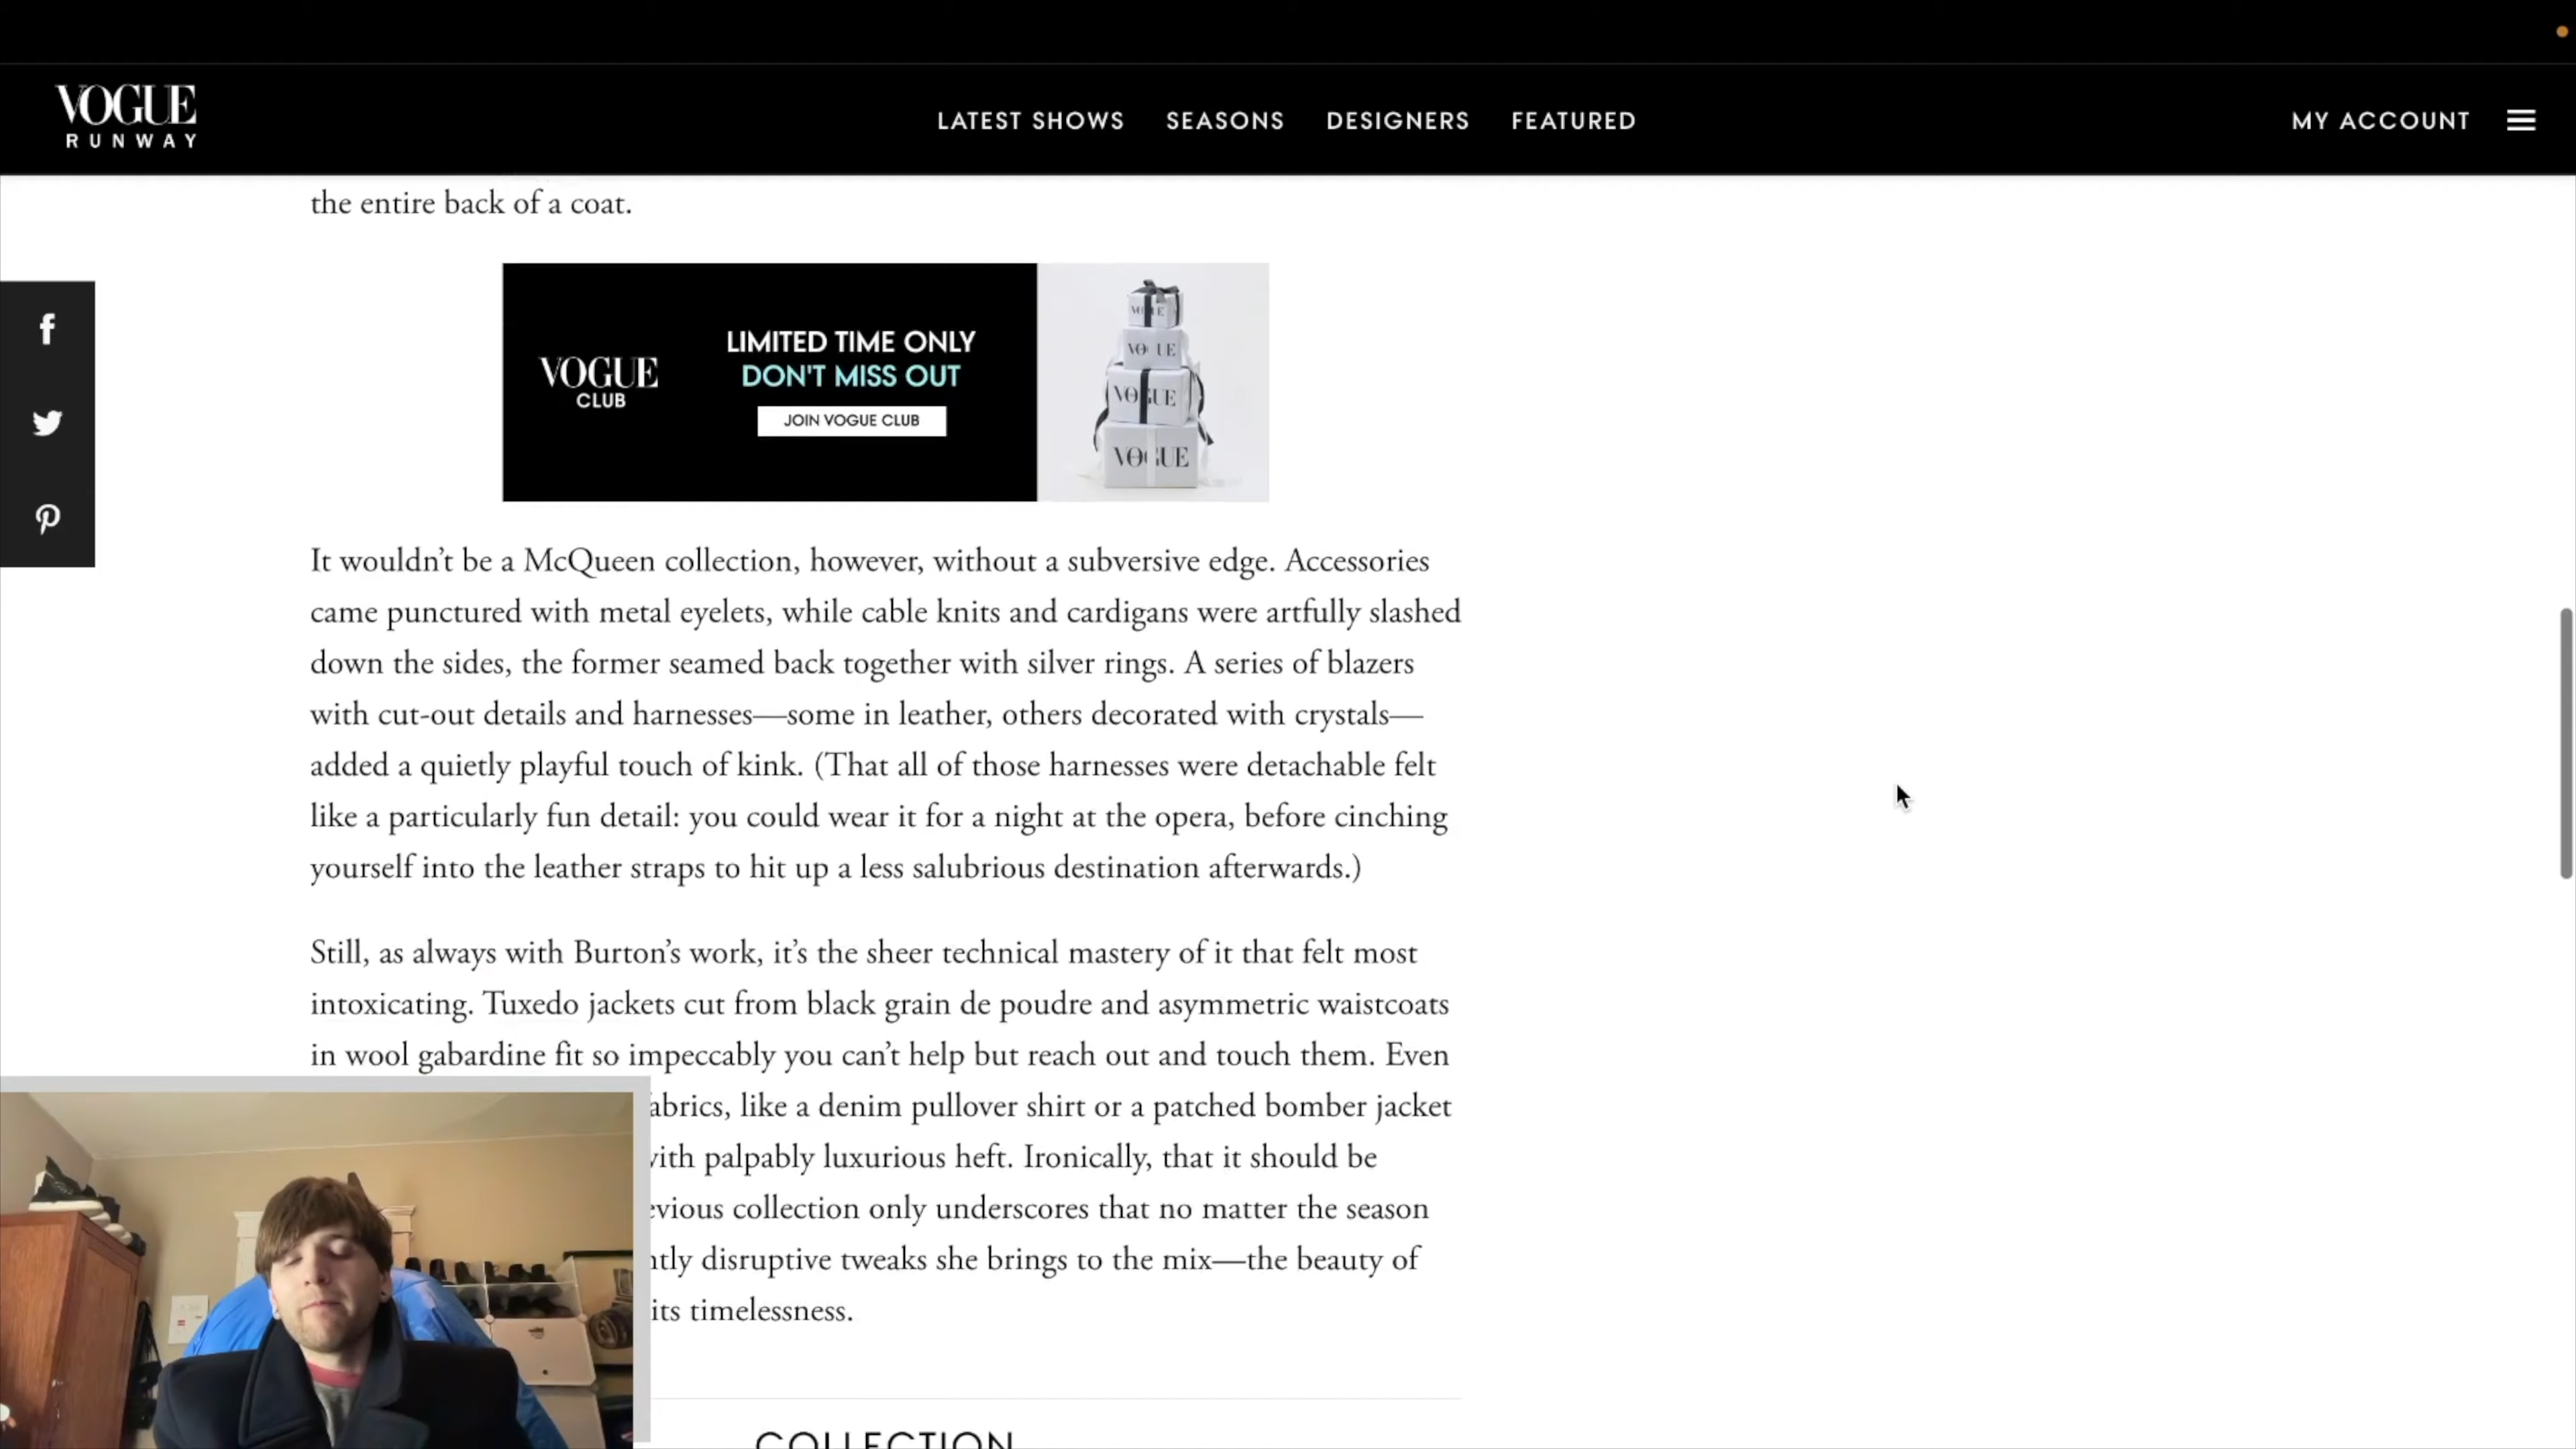 VOGUE
RUNWAY
LATEST SHOWS
SEASONS
DESIGNERS
FEATURED
MY ACCOUNT
the entire back of a coat.
VOGUE
CLUB
LIMITED TIME ONLY
DON'T MISS OUT
JOIN VOGUE CLUB
VOGUE
VOGUE
VOGUE
It wouldn’t be a McQueen collection, however, without a subversive edge. Accessories
came punctured with metal eyelets, while cable knits and cardigans were artfully slashed
down the sides, the former seamed back together with silver rings. A series of blazers
with cut-out details and harnesses—some in leather, others decorated with crystals—
added a quietly playful touch of kink. (That all of those harnesses were detachable felt
like a particularly fun detail: you could wear it for a night at the opera, before cinching
yourself into the leather straps to hit up a less salubrious destination afterwards.)
Still, as always with Burton’s work, it’s the sheer technical mastery of it that felt most
intoxicating. Tuxedo jackets cut from black grain de poudre and asymmetric waistcoats
in wool gabardine fit so impeccably you can’t help but reach out and touch them. Even
abrics, like a denim pullover shirt or a patched bomber jacket
with palpably luxurious heft. Ironically, that it should be
evious collection only underscores that no matter the season
ntly disruptive tweaks she brings to the mix—the beauty of
its timelessness.
COLLECTION